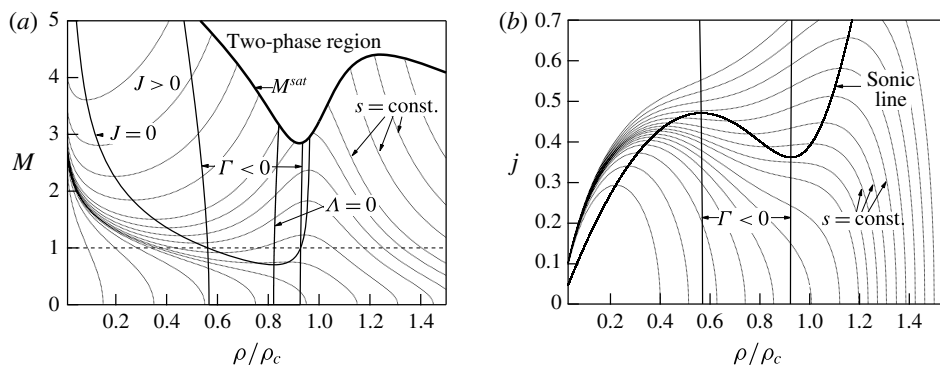 (a)
5
4
3
2
1
0
M
0.2
0.4
0.6
0.8
1.0
1.2
1.4
ρ/ρc
Two-phase region
J > 0
M^sat
s = const.
J = 0
Γ < 0
Λ = 0
(b)
0.7
0.6
0.5
0.4
0.3
0.2
0.1
0
j
0.2
0.4
0.6
0.8
1.0
1.2
1.4
ρ/ρc
Sonic
line
Γ < 0
s = const.